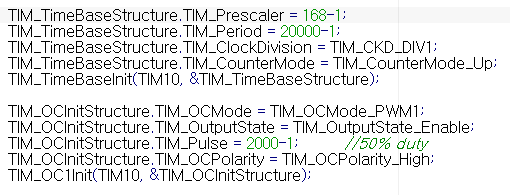 TIM_TimeBaseStructure.TIM_Prescaler = 168-1;
TIM_TimeBaseStructure.TIM_Period = 20000-1;
TIM_TimeBaseStructure.TIM_ClockDivision = TIM_CKD_DIV1;
TIM_TimeBaseStructure.TIM_CounterMode = TIM_CounterMode_Up;
TIM_TimeBaseInit(TIM10, &TIM_TimeBaseStructure);
TIM_OCInitStructure.TIM_OCMode = TIM_OCMode_PWM1;
TIM_OCInitStructure.TIM_OutputState = TIM_OutputState_Enable;
TIM_OCInitStructure.TIM_Pulse = 2000-1; //50% duty
TIM_OCInitStructure.TIM_OCPolarity = TIM_OCPolarity_High;
TIM_OC1Init(TIM10, &TIM_OCInitStructure);